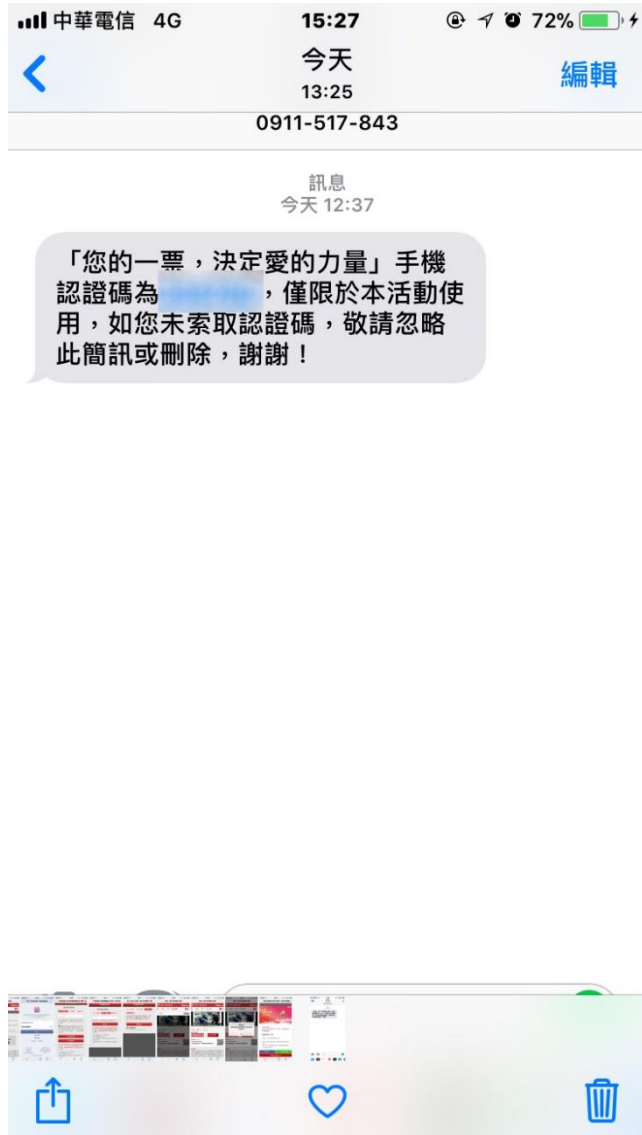 中華電信 4G 15:27 72%
今天
13:25
編輯
0911-517-843
訊息
今天 12:37
「您的一票，決定愛的力量」手機
認證碼為 ，僅限於本活動使
用，如您未索取認證碼，敬請忽略
此簡訊或刪除，謝謝！